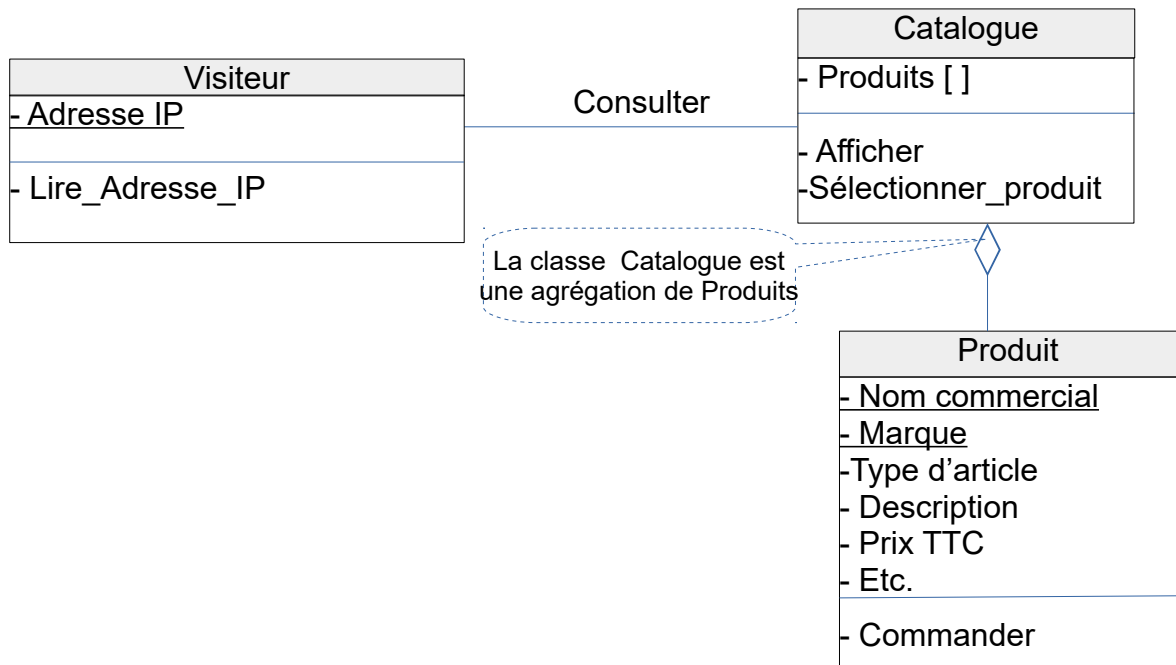 Visiteur
- Adresse IP
- Lire_Adresse_IP
Consulter
Catalogue
- Produits [ ]
- Afficher
-Sélectionner_produit
La classe  Catalogue est
une agrégation de Produits
Produit
- Nom commercial
- Marque
-Type d’article
- Description
- Prix TTC
- Etc.
- Commander